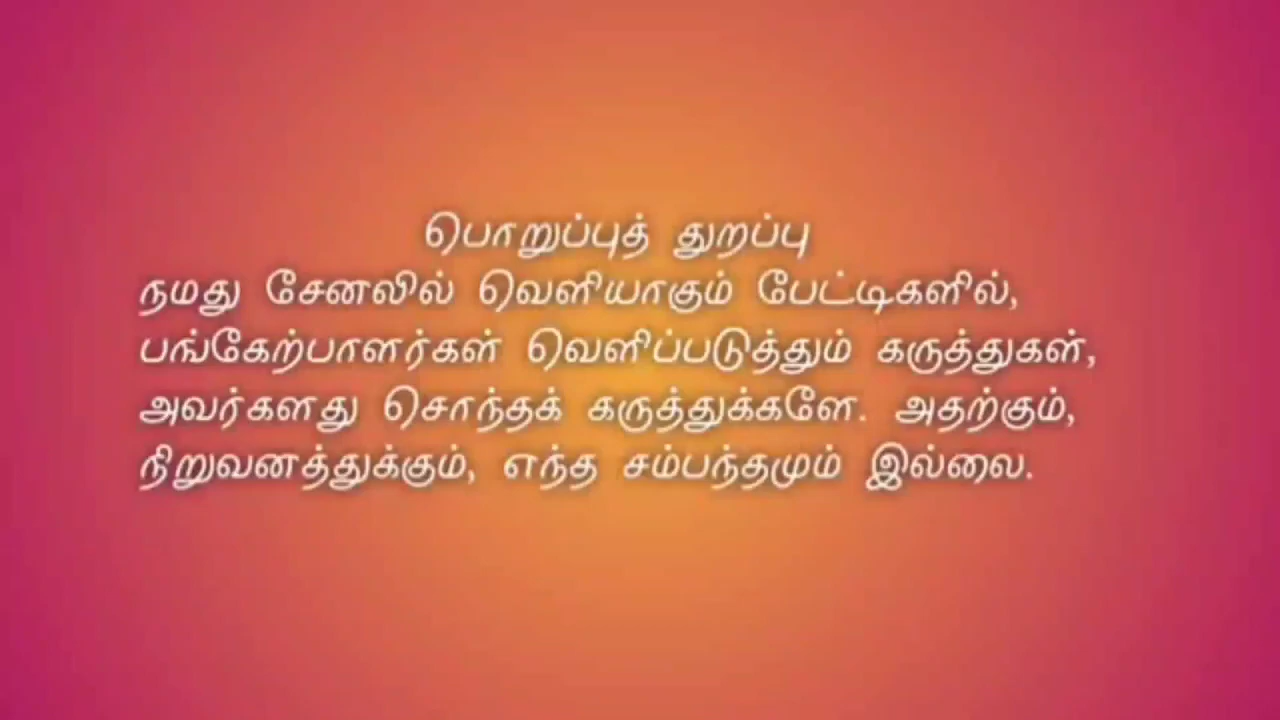 பொறுப்புத் துறப்பு
நமது சேனலில் வெளியாகும் பேட்டிகளில்,
பங்கேற்பாளர்கள் வெளிப்படுத்தும் கருத்துகள்,
அவர்களது சொந்தக் கருத்துக்களே. அதற்கும்,
நிறுவனத்துக்கும், எந்த சம்பந்தமும் இல்லை.